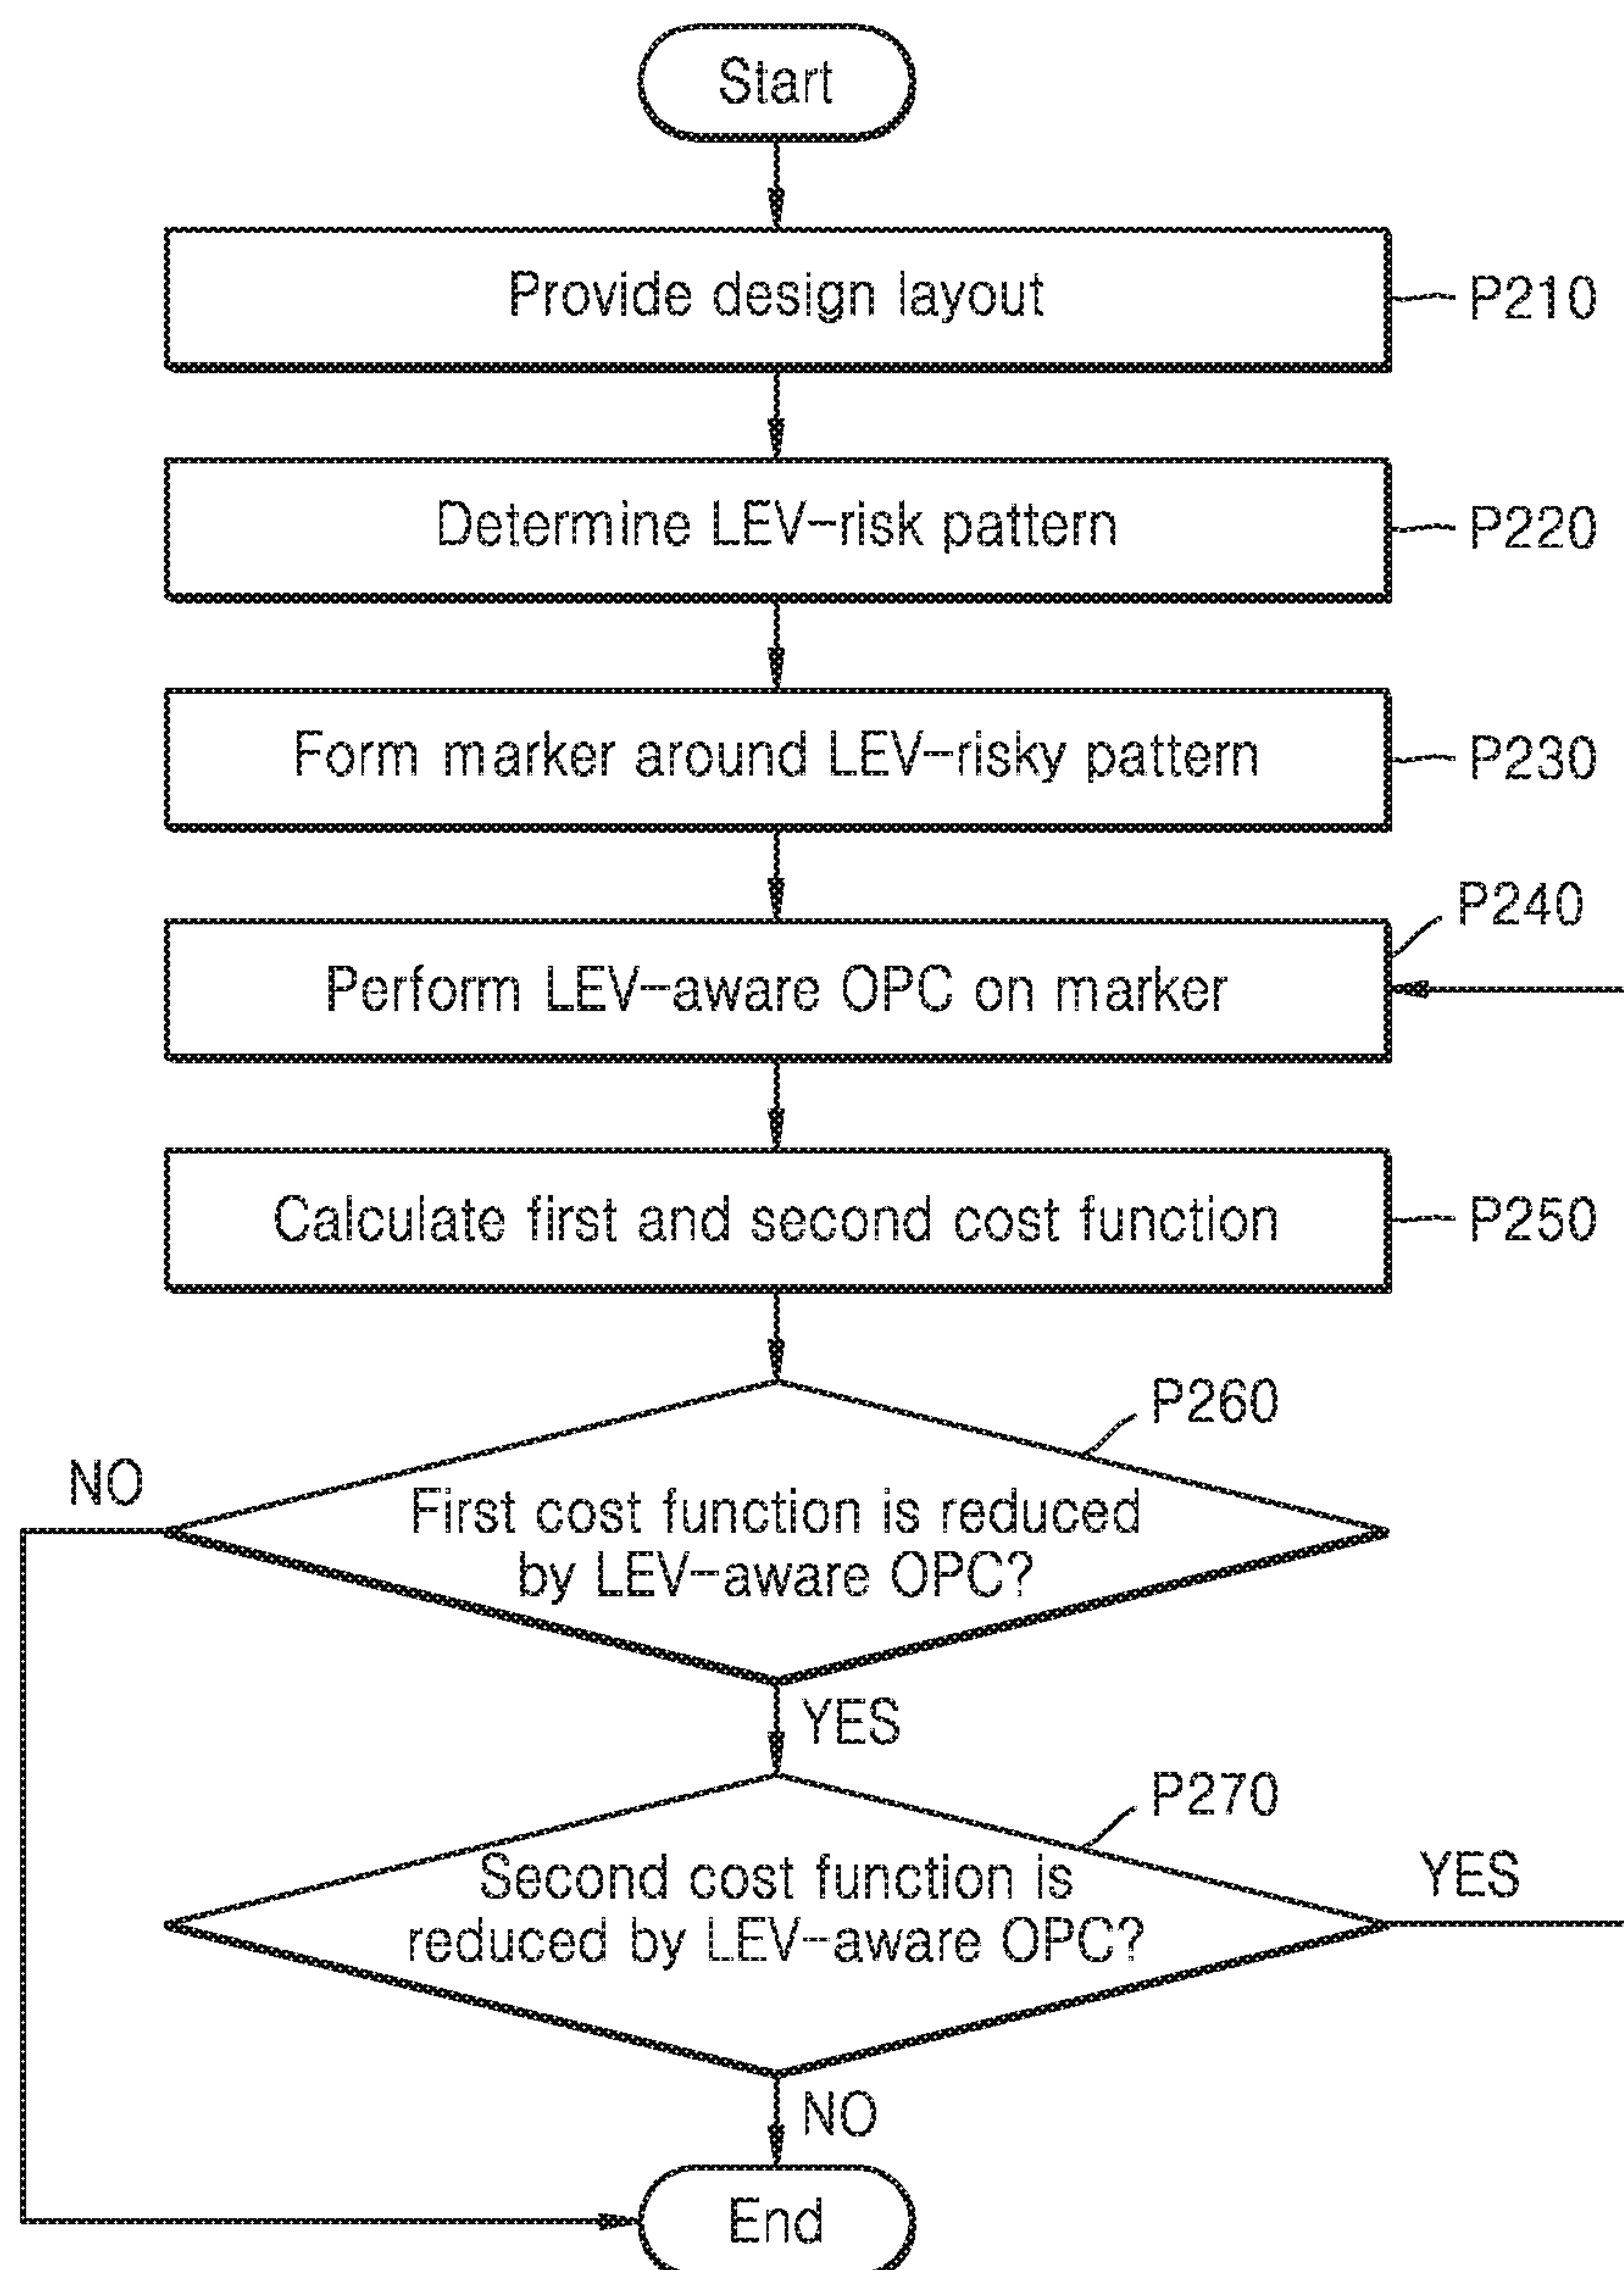 Start
Provide design layout
P210
Determine LEV-risk pattern
P220
Form marker around LEV-risky pattern
P230
P240
Perform LEV-aware OPC on marker
Calculate first and second cost function
P250
P260
NO
First cost function is reduced
by LEV-aware OPC?
YES
P270
Second cost function is
reduced by LEV-aware OPC?
YES
NO
End